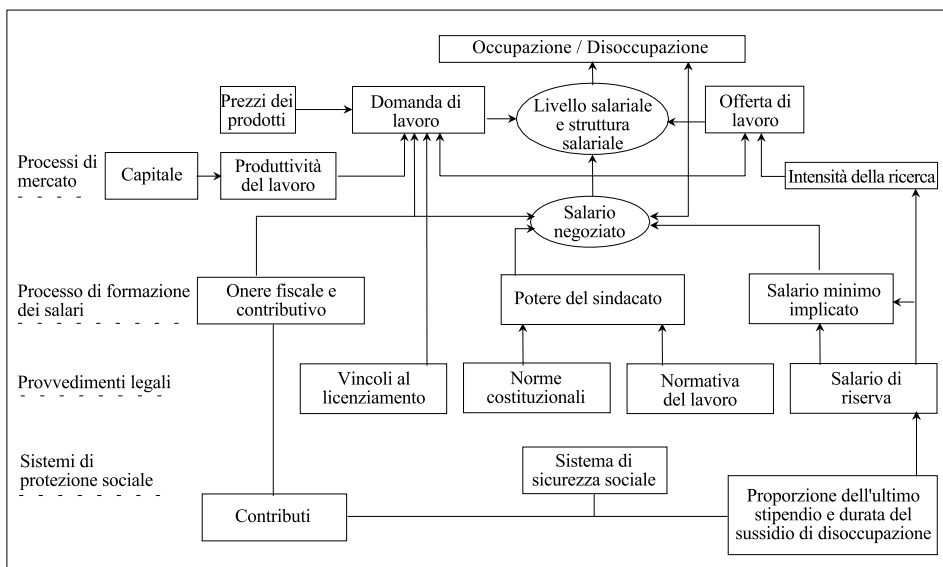 Occupazione / Disoccupazione
Prezzi dei
prodotti
Domanda di
lavoro
Livello salariale
e struttura
salariale
Offerta di
lavoro
Processi di
mercato
Capitale
Produttività
del lavoro
Intensità della ricerca
Salario
negoziato
Processo di formazione
dei salari
Onere fiscale e
contributivo
Potere del sindacato
Salario minimo
implicato
Provvedimenti legali
Vincoli al
licenziamento
Norme
costituzionali
Normativa
del lavoro
Salario di
riserva
Sistemi di
protezione sociale
Sistema di
sicurezza sociale
Contributi
Proporzione dell'ultimo
stipendio e durata del
sussidio di disoccupazione